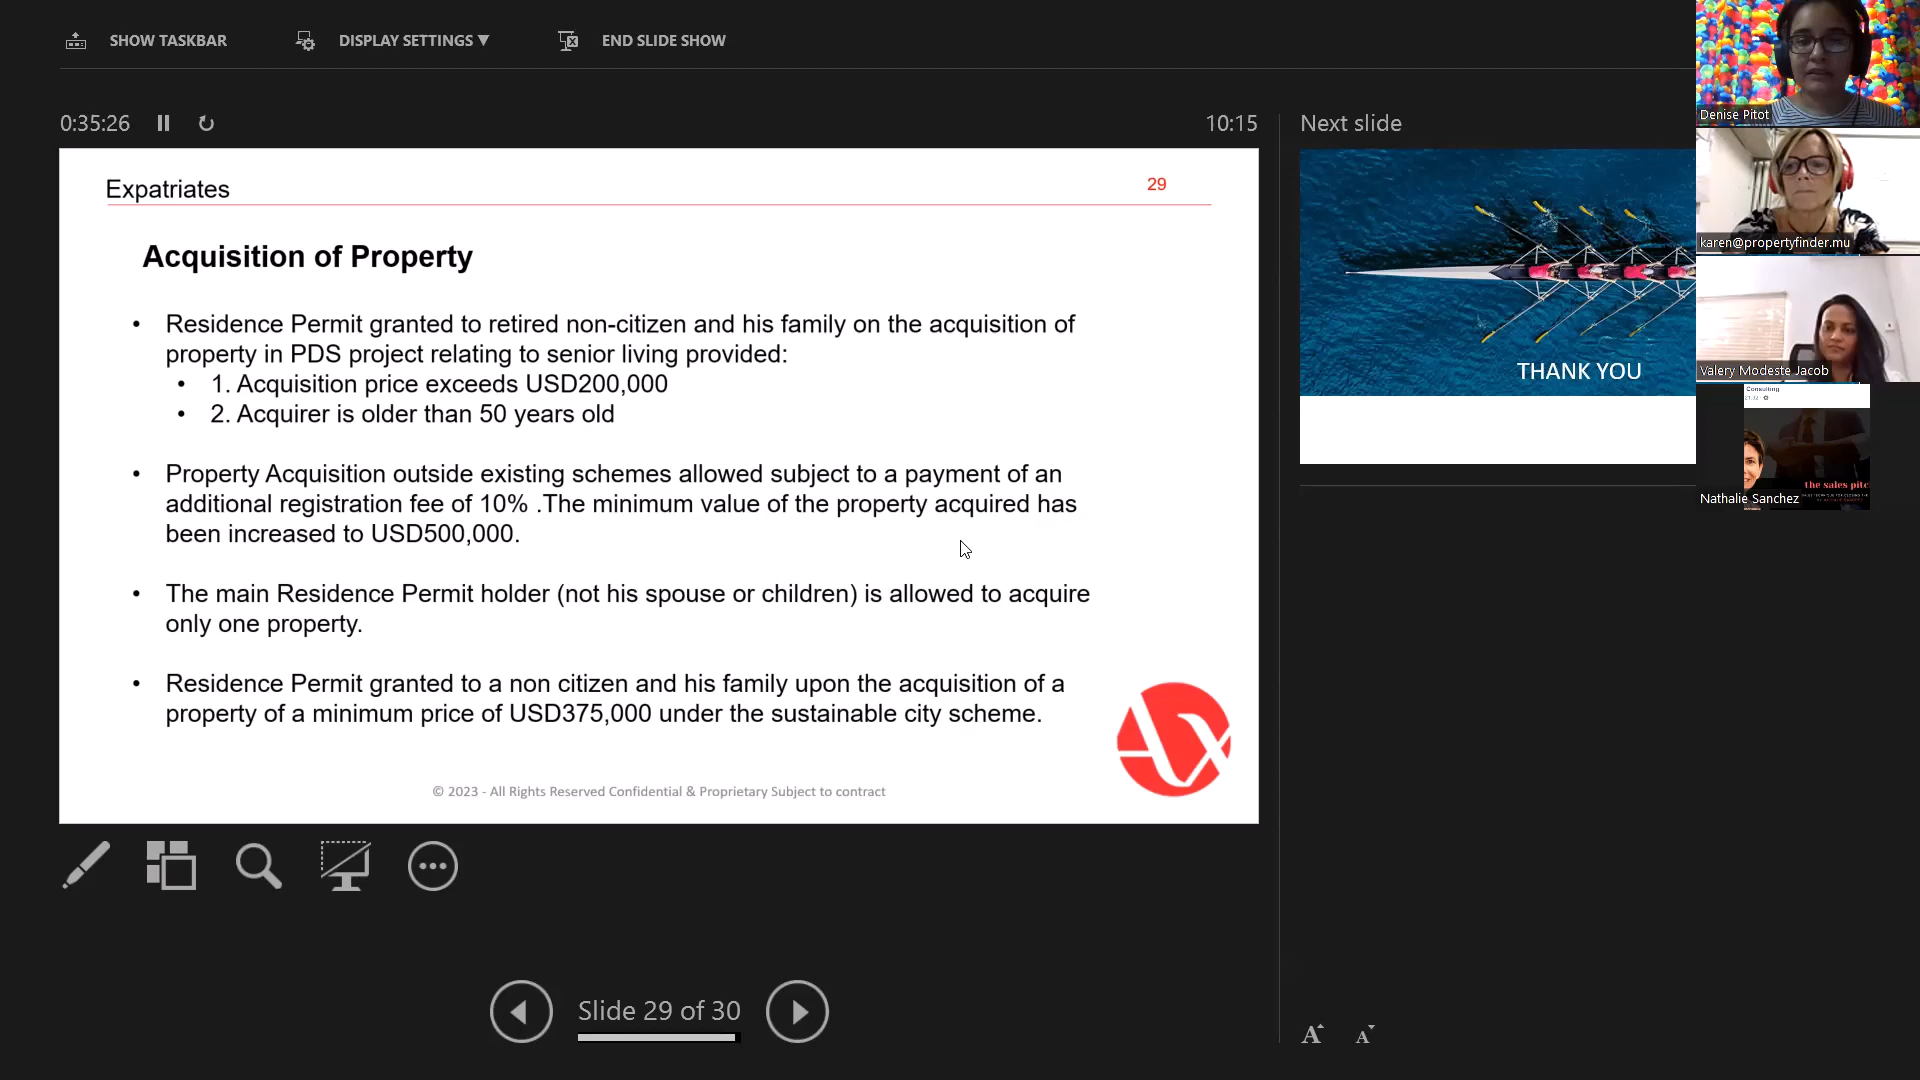 SHOW TASKBAR
DISPLAY SETTINGS ▼
END SLIDE SHOW
0:35:26
10:15
Next slide
Expatriates
29
Acquisition of Property
• Residence Permit granted to retired non-citizen and his family on the acquisition of
property in PDS project relating to senior living provided:
• 1. Acquisition price exceeds USD200,000
• 2. Acquirer is older than 50 years old
• Property Acquisition outside existing schemes allowed subject to a payment of an
additional registration fee of 10% .The minimum value of the property acquired has
been increased to USD500,000.
• The main Residence Permit holder (not his spouse or children) is allowed to acquire
only one property.
• Residence Permit granted to a non citizen and his family upon the acquisition of a
property of a minimum price of USD375,000 under the sustainable city scheme.
© 2023 - All Rights Reserved Confidential & Proprietary Subject to contract
THANK YOU
Denise Pitot
karen@propertyfinder.mu
Valery Modeste Jacob
Consulting
the sales pitc
Nathalie Sanchez
Slide 29 of 30
A A